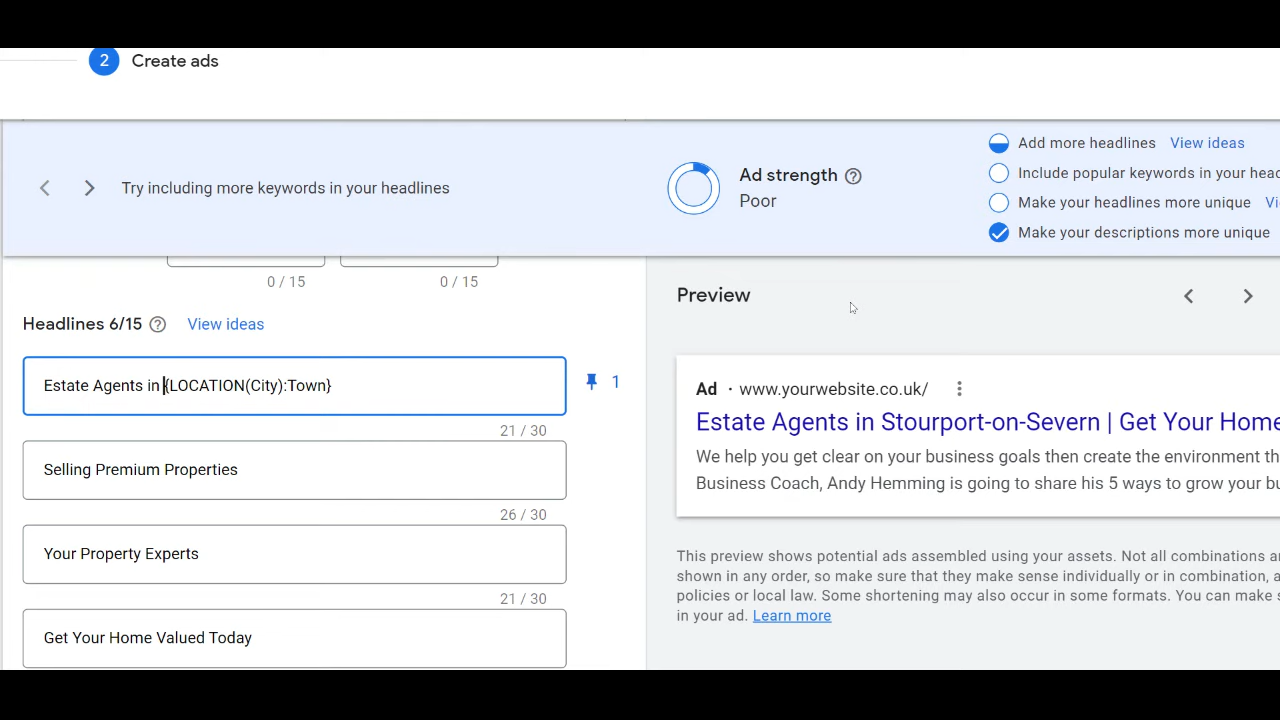 2 Create ads
Try including more keywords in your headlines
Ad strength
Poor
Add more headlines View ideas
Include popular keywords in your head
Make your headlines more unique Vi
Make your descriptions more unique
0 / 15 0 / 15
Headlines 6/15 View ideas
Estate Agents in {LOCATION(City):Town}
1
21 / 30
Selling Premium Properties
26 / 30
Your Property Experts
21 / 30
Get Your Home Valued Today
Preview
Ad · www.yourwebsite.co.uk/
Estate Agents in Stourport-on-Severn | Get Your Home
We help you get clear on your business goals then create the environment th
Business Coach, Andy Hemming is going to share his 5 ways to grow your bu
This preview shows potential ads assembled using your assets. Not all combinations a
shown in any order, so make sure that they make sense individually or in combination, a
policies or local law. Some shortening may also occur in some formats. You can make s
in your ad. Learn more